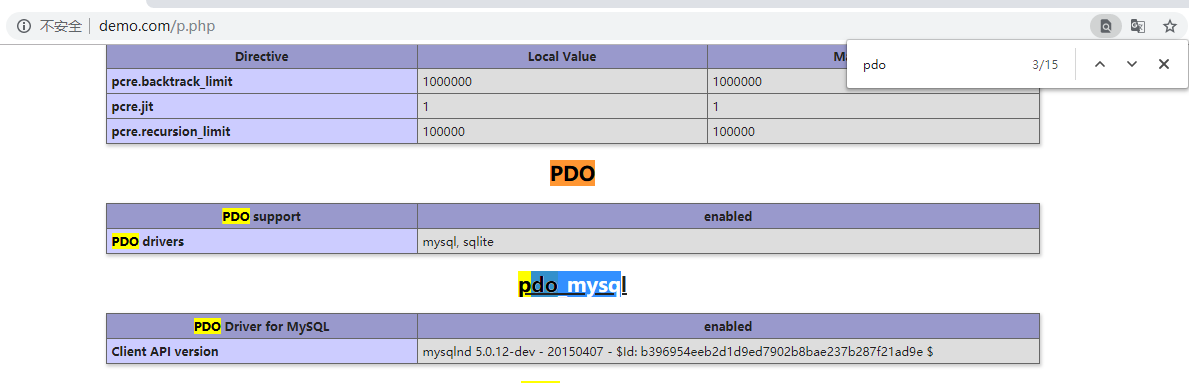 不安全 demo.com/p.php
pdo 3/15
Directive Local Value Ma
pcre.backtrack_limit 1000000 1000000
pcre.jit 1 1
pcre.recursion_limit 100000 100000
PDO
PDO support enabled
PDO drivers mysql, sqlite
pdo_mysql
PDO Driver for MySQL enabled
Client API version mysqlnd 5.0.12-dev - 20150407 - $Id: b396954eeb2d1d9ed7902b8bae237b287f21ad9e $